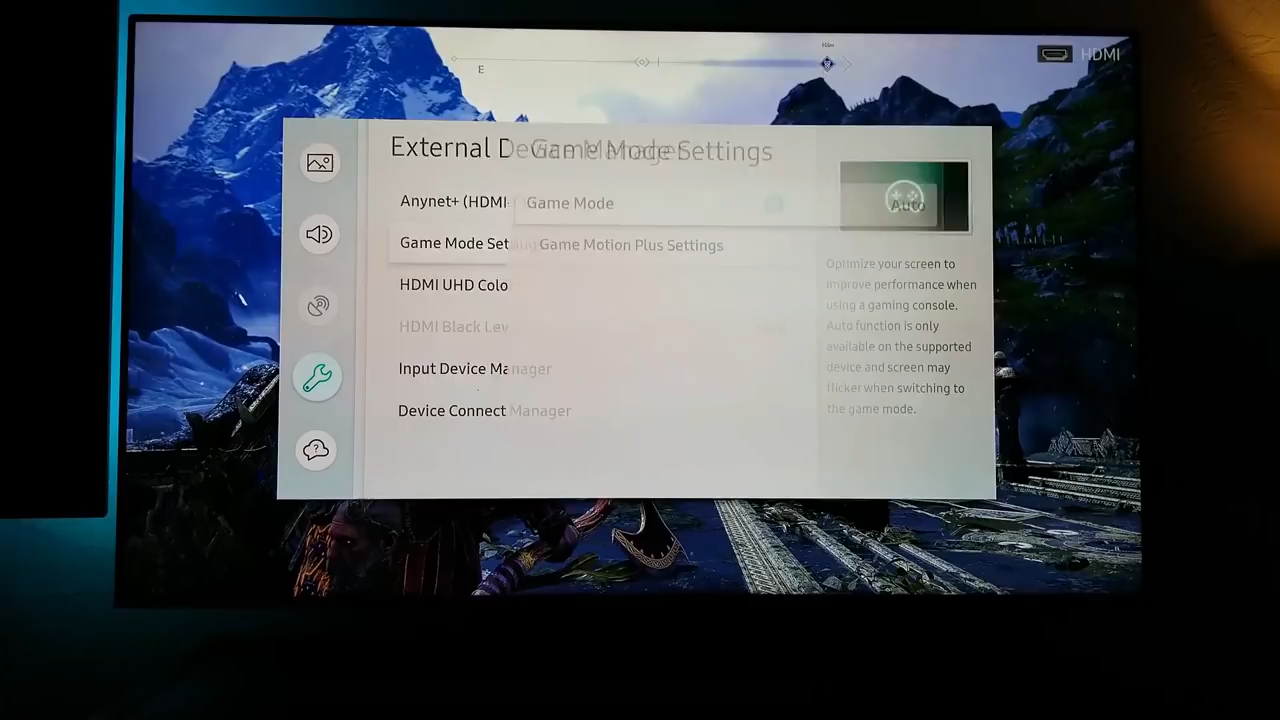 E
HDMI
External Device Manager
Game Mode Settings
Anynet+ (HDMI-
Game Mode
Auto
Game Mode Settings
Game Motion Plus Settings
HDMI UHD Colo
HDMI Black Lev
Input Device Manager
Device Connect Manager
Optimize your screen to
improve performance when
using a gaming console.
Auto function is only
available on the supported
device and screen may
flicker when switching to
the game mode.